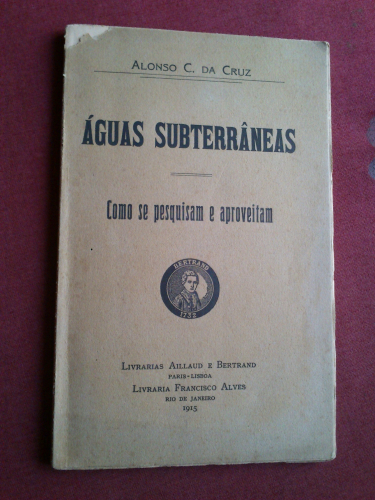 Alonso C. da Cruz
ÁGUAS SUBTERRÂNEAS
Como se pesquisam e aproveitam
BERTRAND
1732
Livrarias Aillaud e Bertrand
PARIS-LISBOA
Livraria Francisco Alves
RIO DE JANEIRO
1915